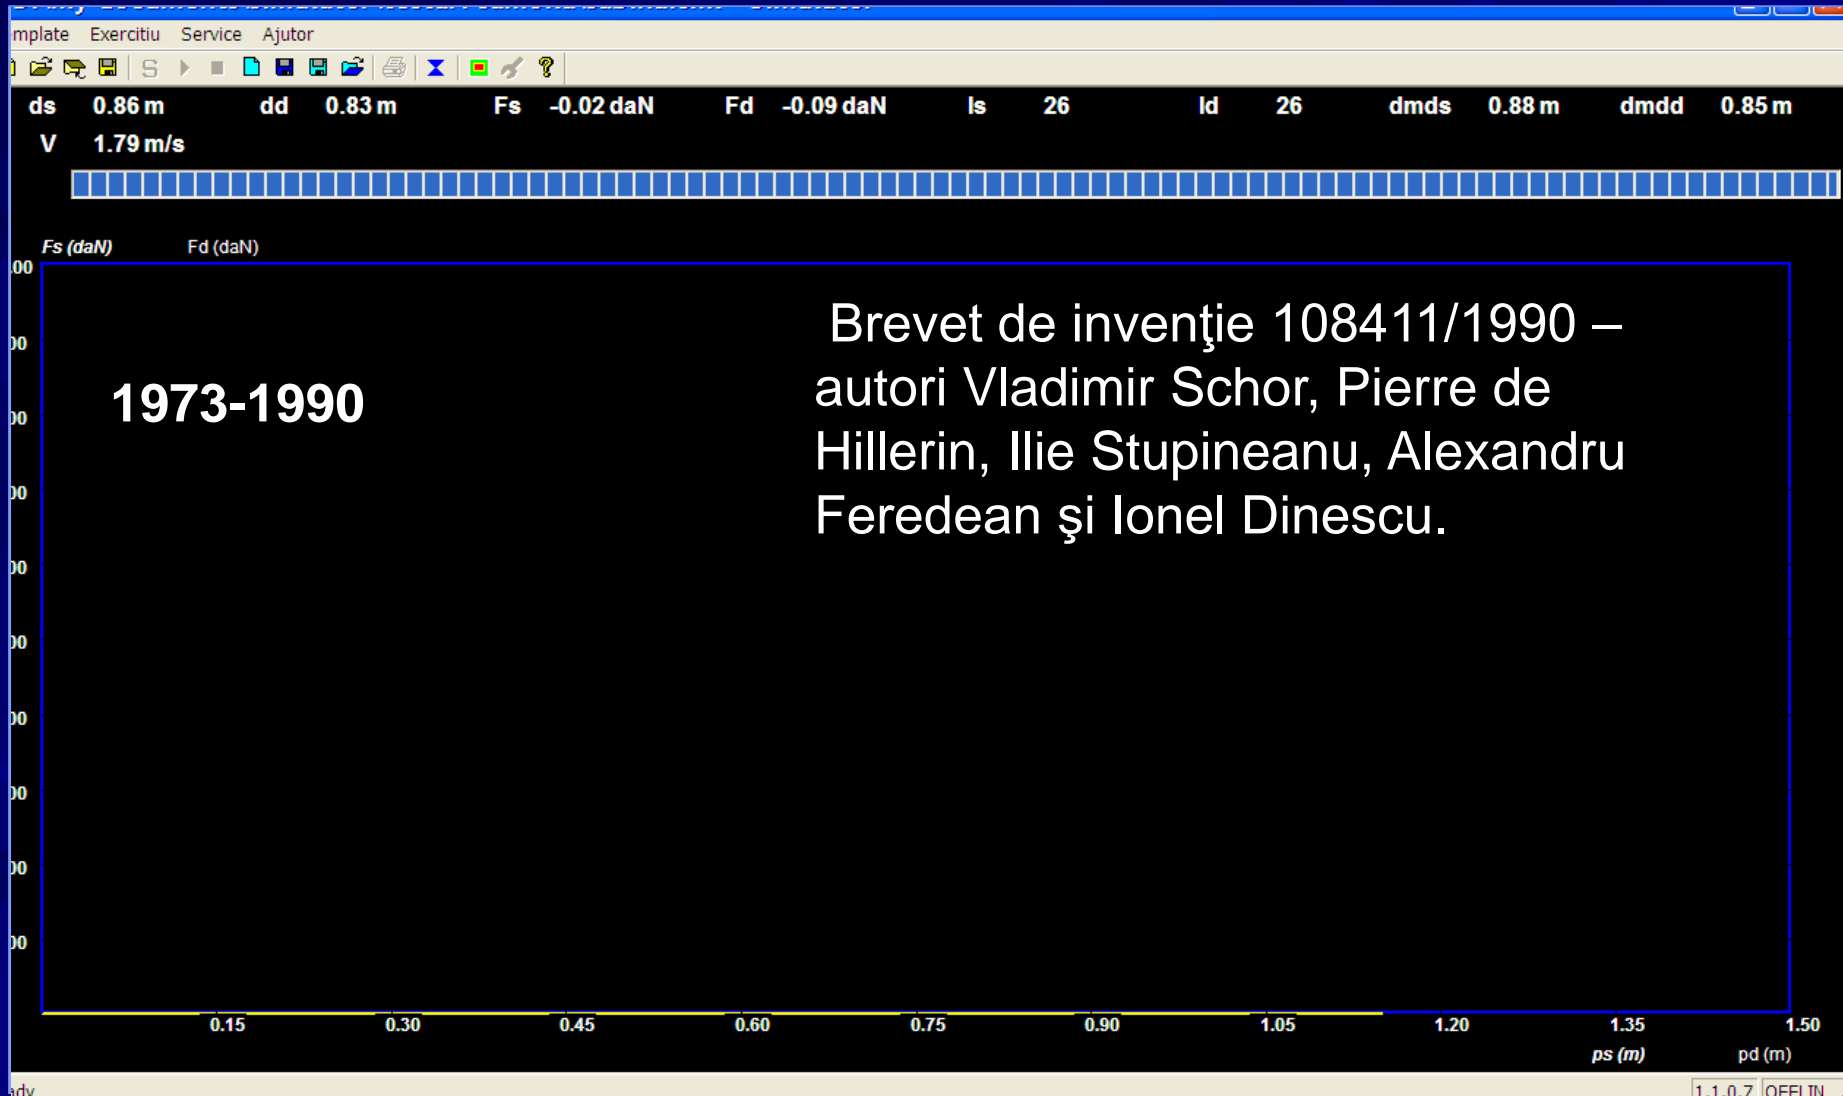 Exercitiu Service Ajutor
ds 0.86 m dd 0.83 m Fs -0.02 daN Fd -0.09 daN Is 26 Id 26 dmds 0.88 m dmdd 0.85 m
V 1.79 m/s
Fs (daN) Fd (daN)
Brevet de invenţie 108411/1990 –
autori Vladimir Schor, Pierre de
Hillerin, Ilie Stupineanu, Alexandru
Feredean şi Ionel Dinescu.
1973-1990
0.15 0.30 0.45 0.60 0.75 0.90 1.05 1.20 1.35 1.50
ps (m) pd (m)
1.1.0.7 OFFLIN